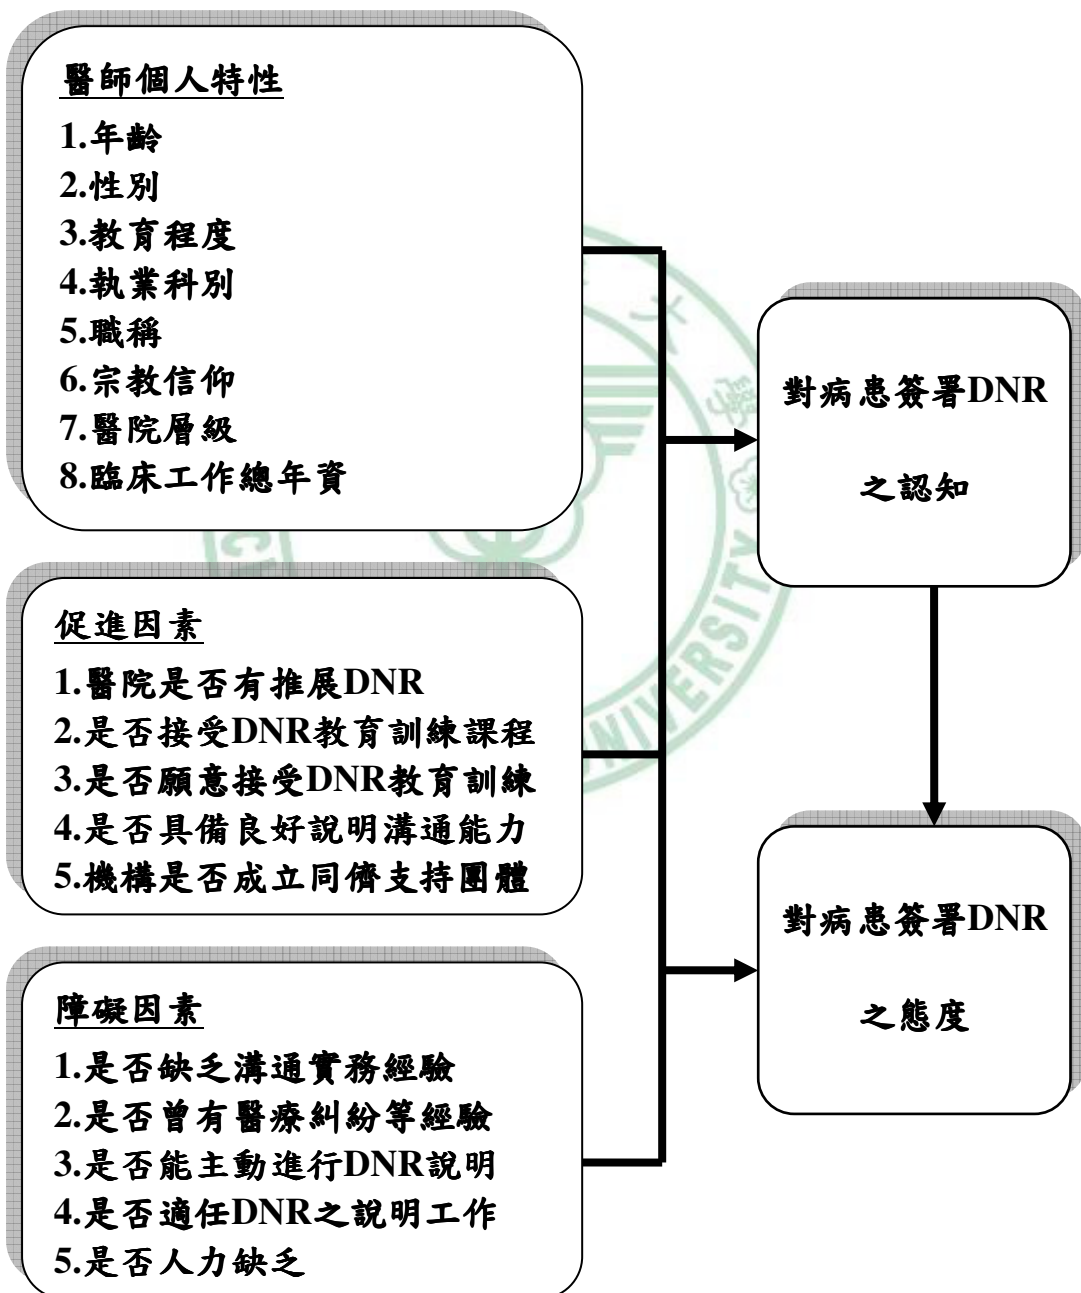 醫師個人特性
1.年齡
2.性別
3.教育程度
4.執業科別
5.職稱
6.宗教信仰
7.醫院層級
8.臨床工作總年資
促進因素
1.醫院是否有推展DNR
2.是否接受DNR教育訓練課程
3.是否願意接受DNR教育訓練
4.是否具備良好說明溝通能力
5.機構是否成立同儕支持團體
障礙因素
1.是否缺乏溝通實務經驗
2.是否曾有醫療糾紛等經驗
3.是否能主動進行DNR說明
4.是否適任DNR之說明工作
5.是否人力缺乏
對病患簽署DNR
之認知
對病患簽署DNR
之態度
大學
UNIVERSITY